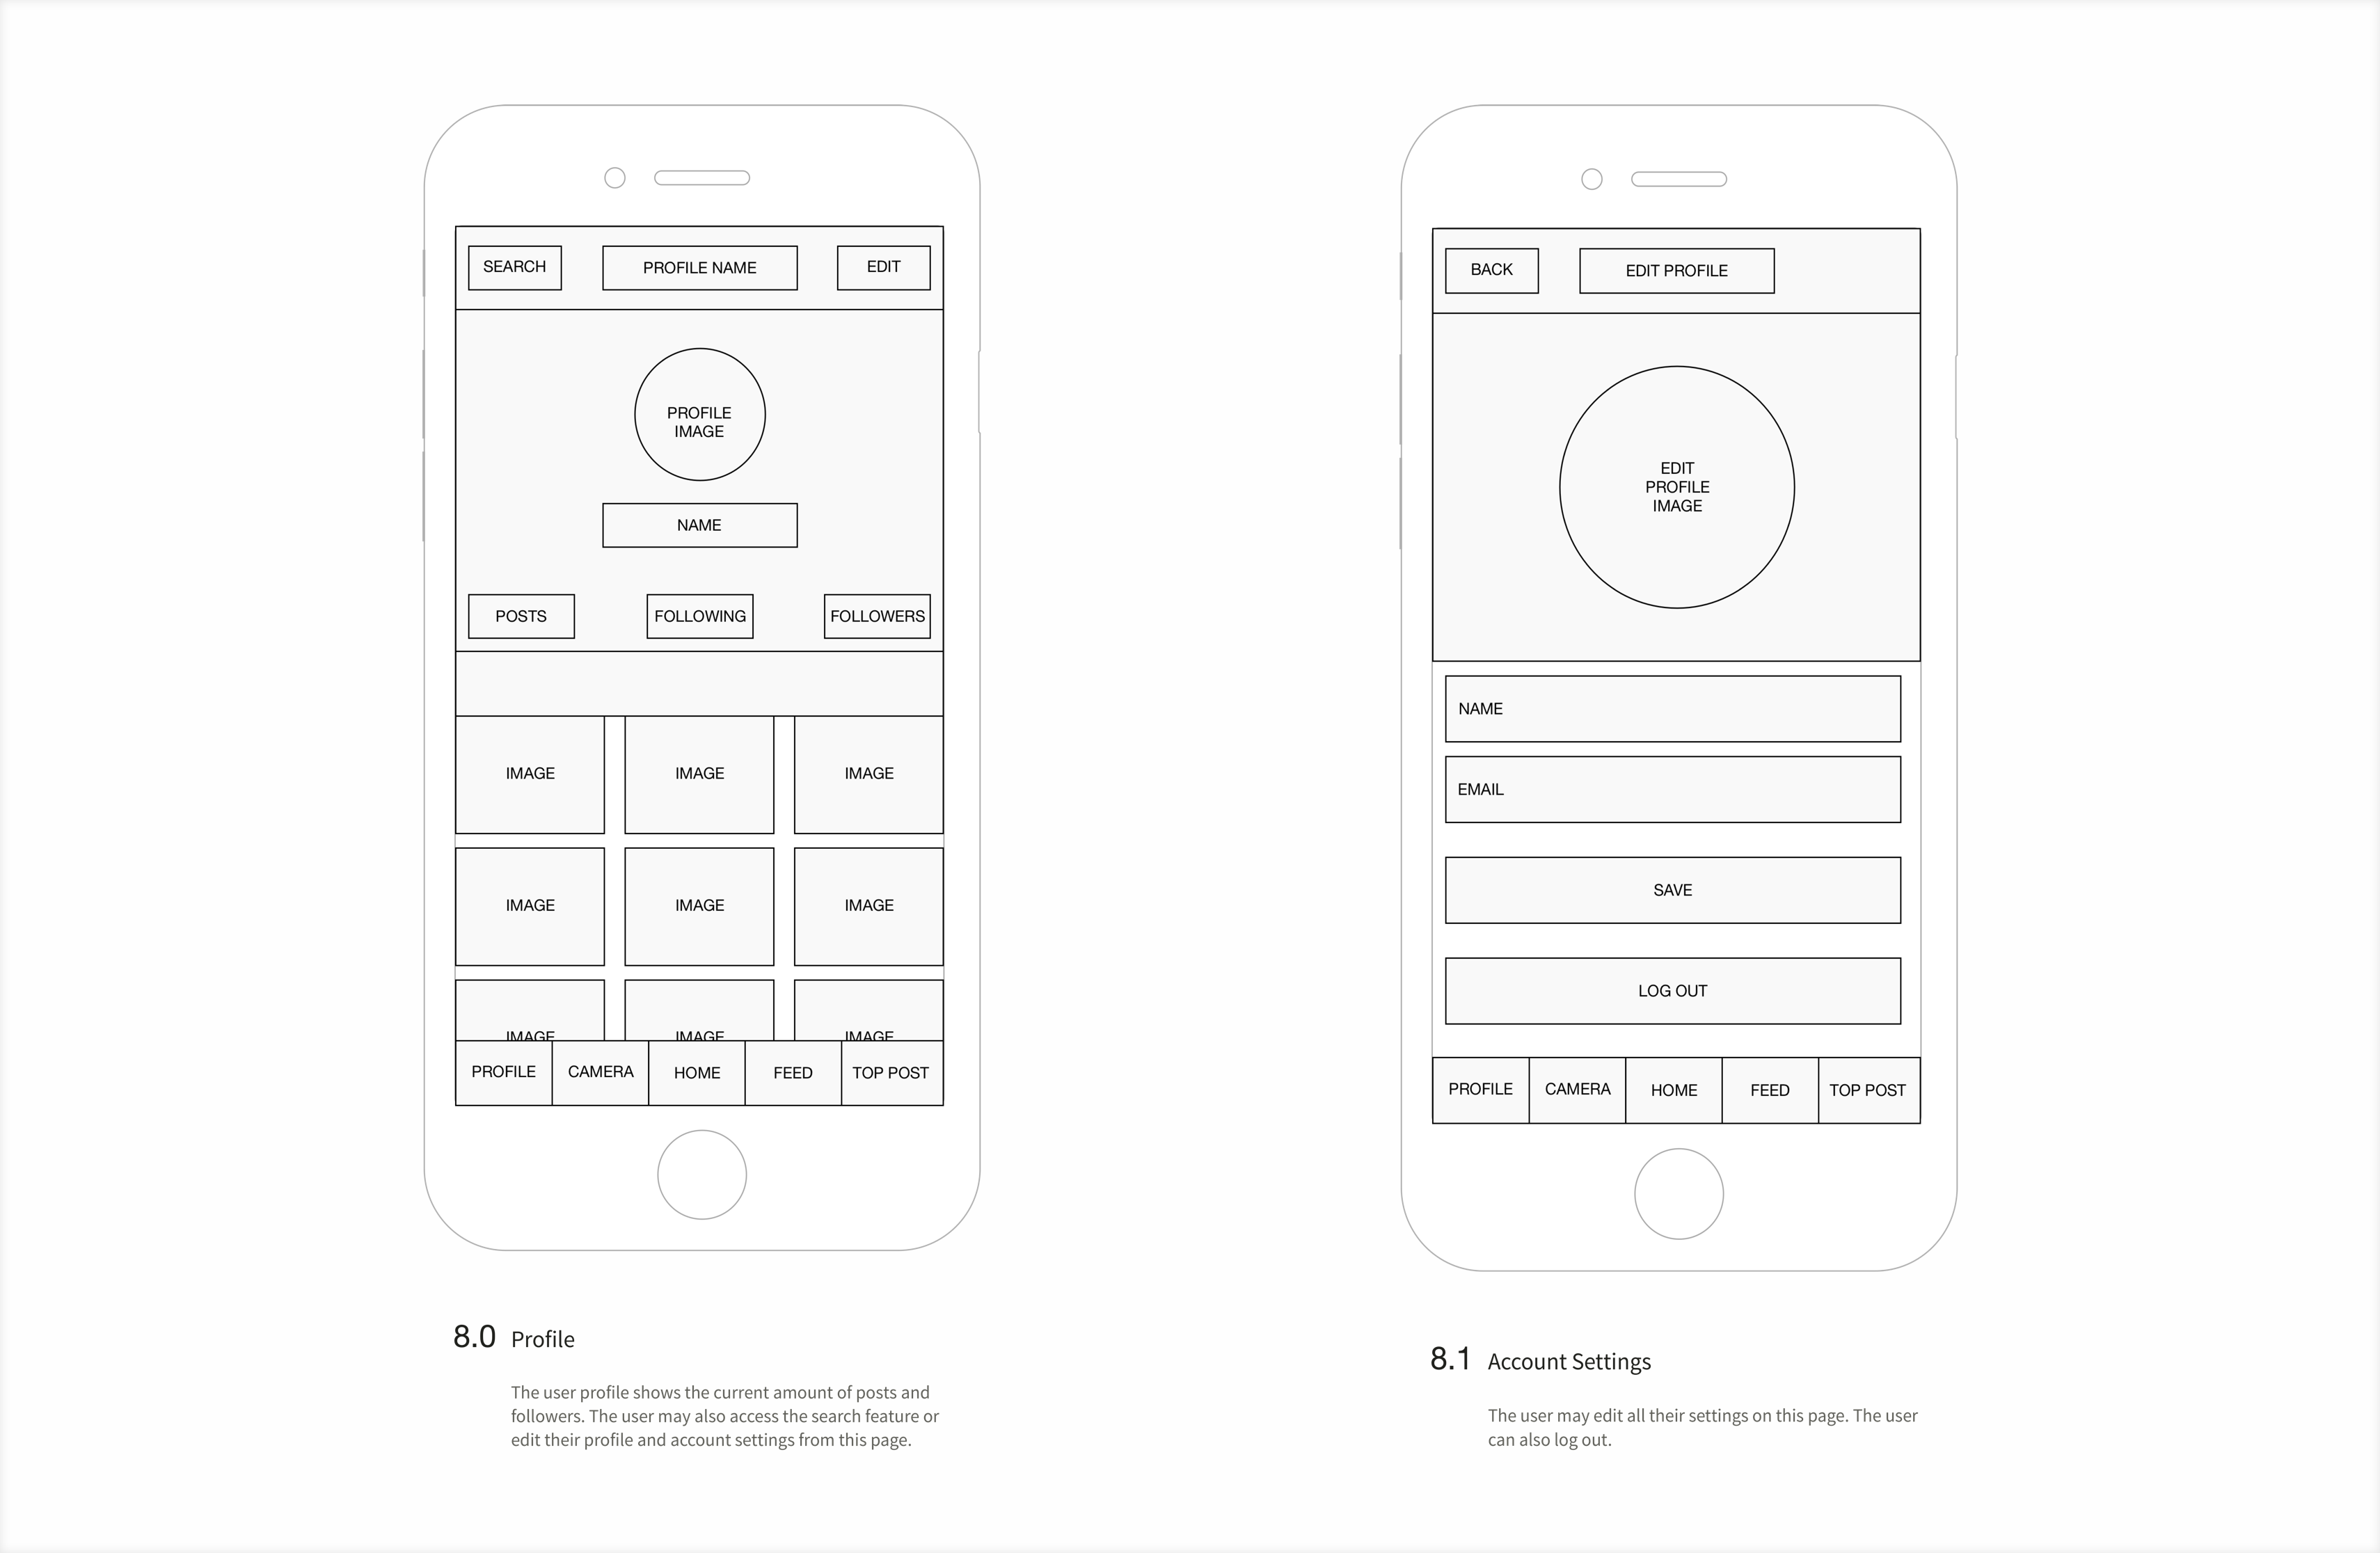 SEARCH PROFILE NAME EDIT
PROFILE
IMAGE
NAME
POSTS FOLLOWING FOLLOWERS
IMAGE IMAGE IMAGE
IMAGE IMAGE IMAGE
IMAGE IMAGE IMAGE
PROFILE CAMERA HOME FEED TOP POST
8.0 Profile
The user profile shows the current amount of posts and
followers. The user may also access the search feature or
edit their profile and account settings from this page.
BACK EDIT PROFILE
EDIT
PROFILE
IMAGE
NAME
EMAIL
SAVE
LOG OUT
PROFILE CAMERA HOME FEED TOP POST
8.1 Account Settings
The user may edit all their settings on this page. The user
can also log out.